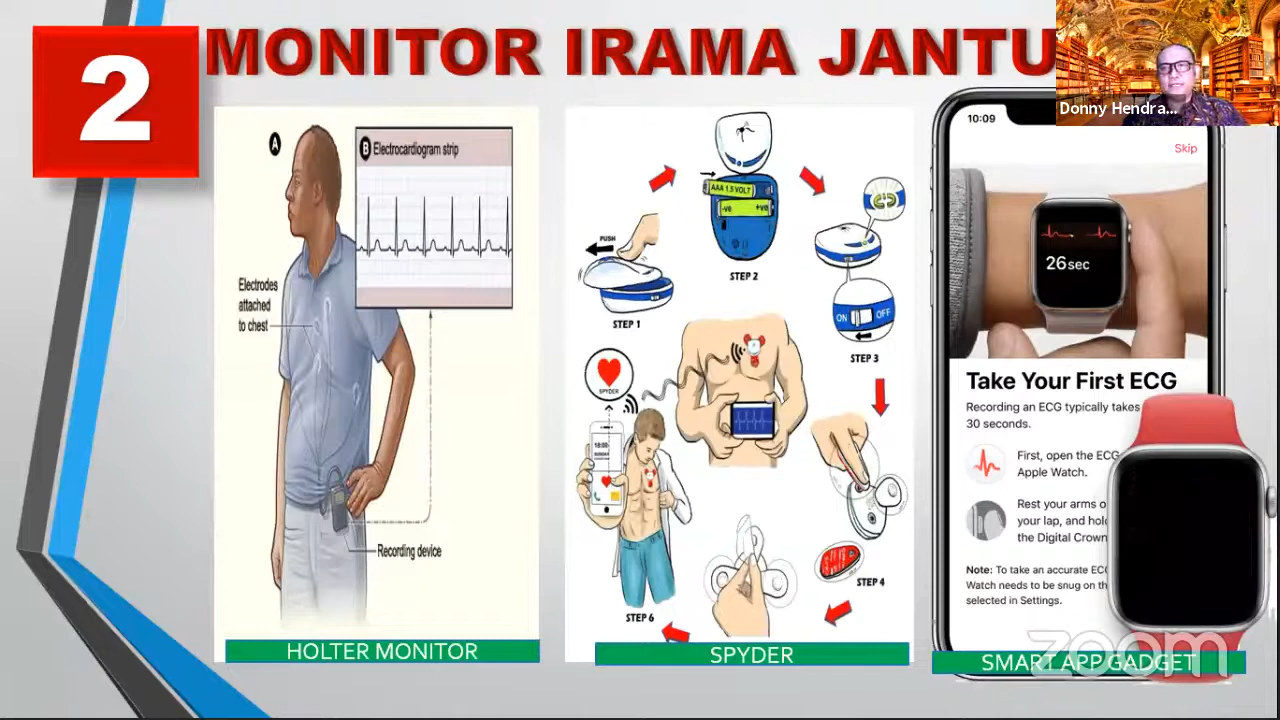 2
MONITOR IRAMA JANTU
Donny Hendra...
A
B Electrocardiogram strip
Electrodes
attached
to chest
Recording device
HOLTER MONITOR
PUSH
STEP 1
AAA 1.5 VOLT
-ve +ve
STEP 2
ON OFF
STEP 3
STEP 4
SPYDER
18:00
STEP 6
SPYDER
10:09
Skip
26sec
Take Your First ECG
Recording an ECG typically takes
30 seconds.
First, open the ECG
Apple Watch.
Rest your arms o
your lap, and hol
the Digital Crown
Note: To take an accurate EC
Watch needs to be snug on th
selected in Settings.
zoom
SMART APP GADGET